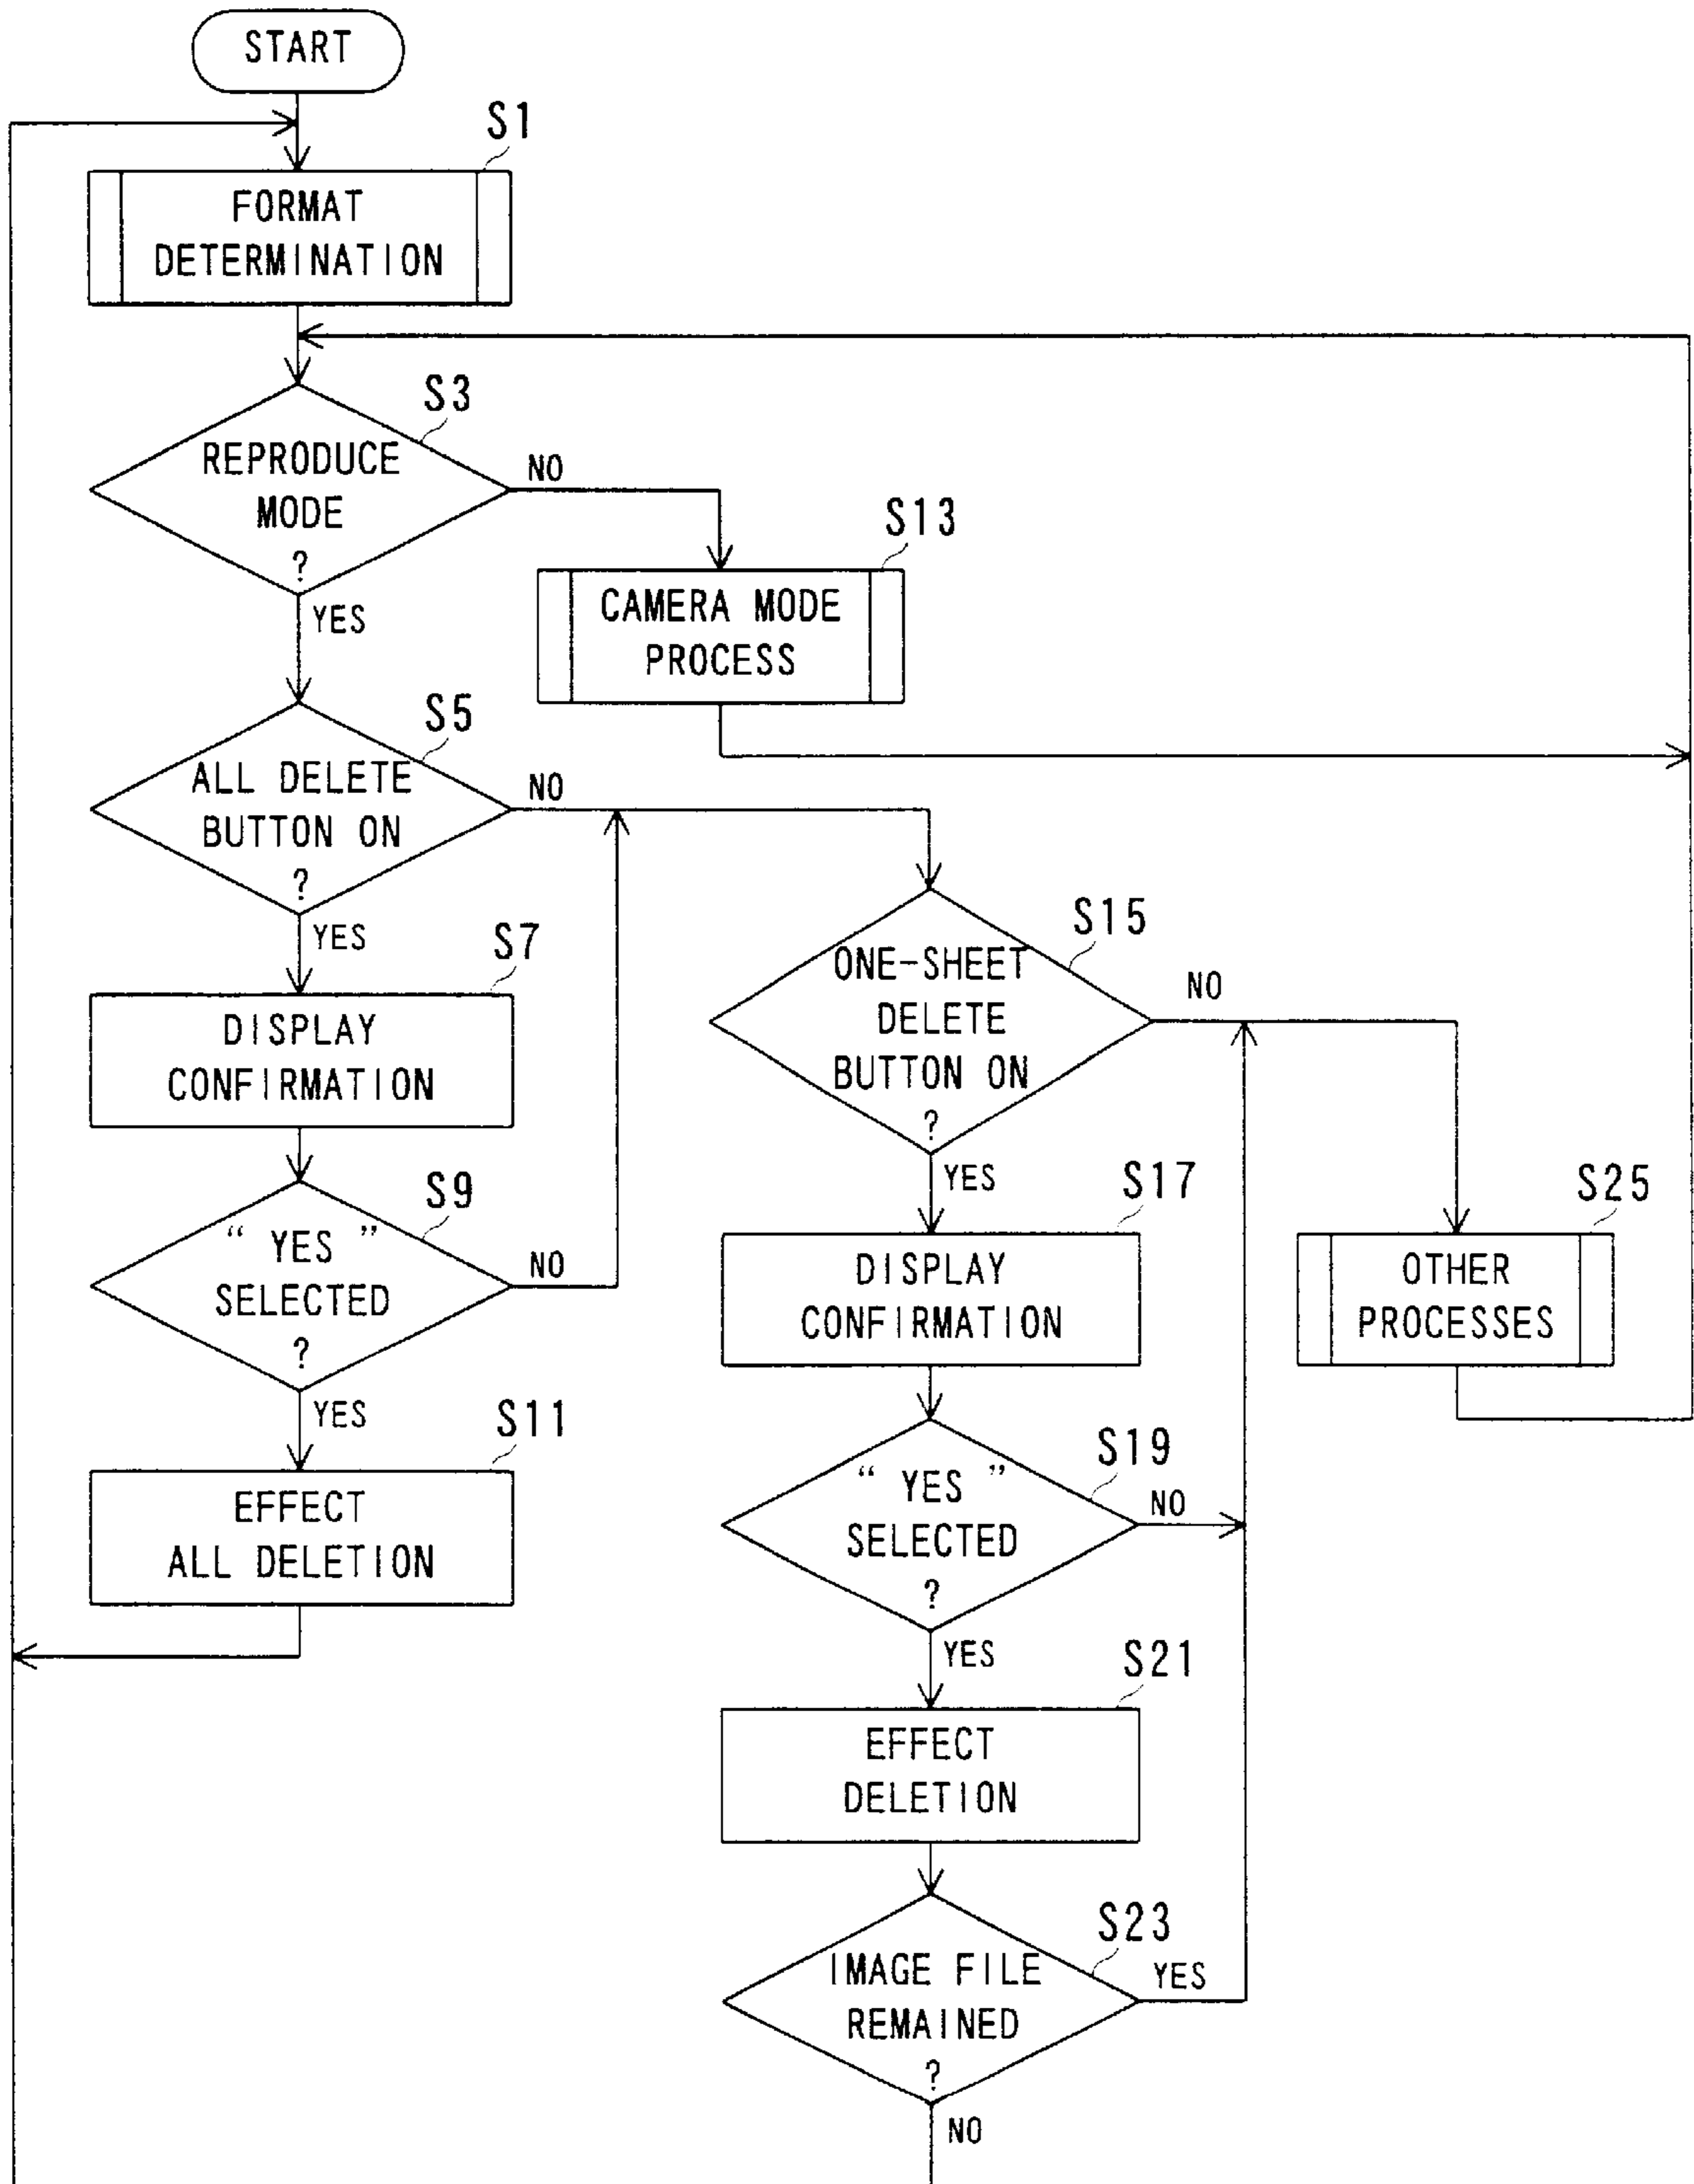 START
S1
FORMAT
DETERMINATION
S3
REPRODUCE
MODE
?
NO
YES
S13
CAMERA MODE
PROCESS
S5
ALL DELETE
BUTTON ON
?
NO
YES
S7
DISPLAY
CONFIRMATION
S9
“ YES ”
SELECTED
?
NO
YES
S11
EFFECT
ALL DELETION
S15
ONE-SHEET
DELETE
BUTTON ON
?
NO
YES
S17
DISPLAY
CONFIRMATION
S25
OTHER
PROCESSES
S19
“ YES ”
SELECTED
?
NO
YES
S21
EFFECT
DELETION
S23
IMAGE FILE
REMAINED
?
YES
NO